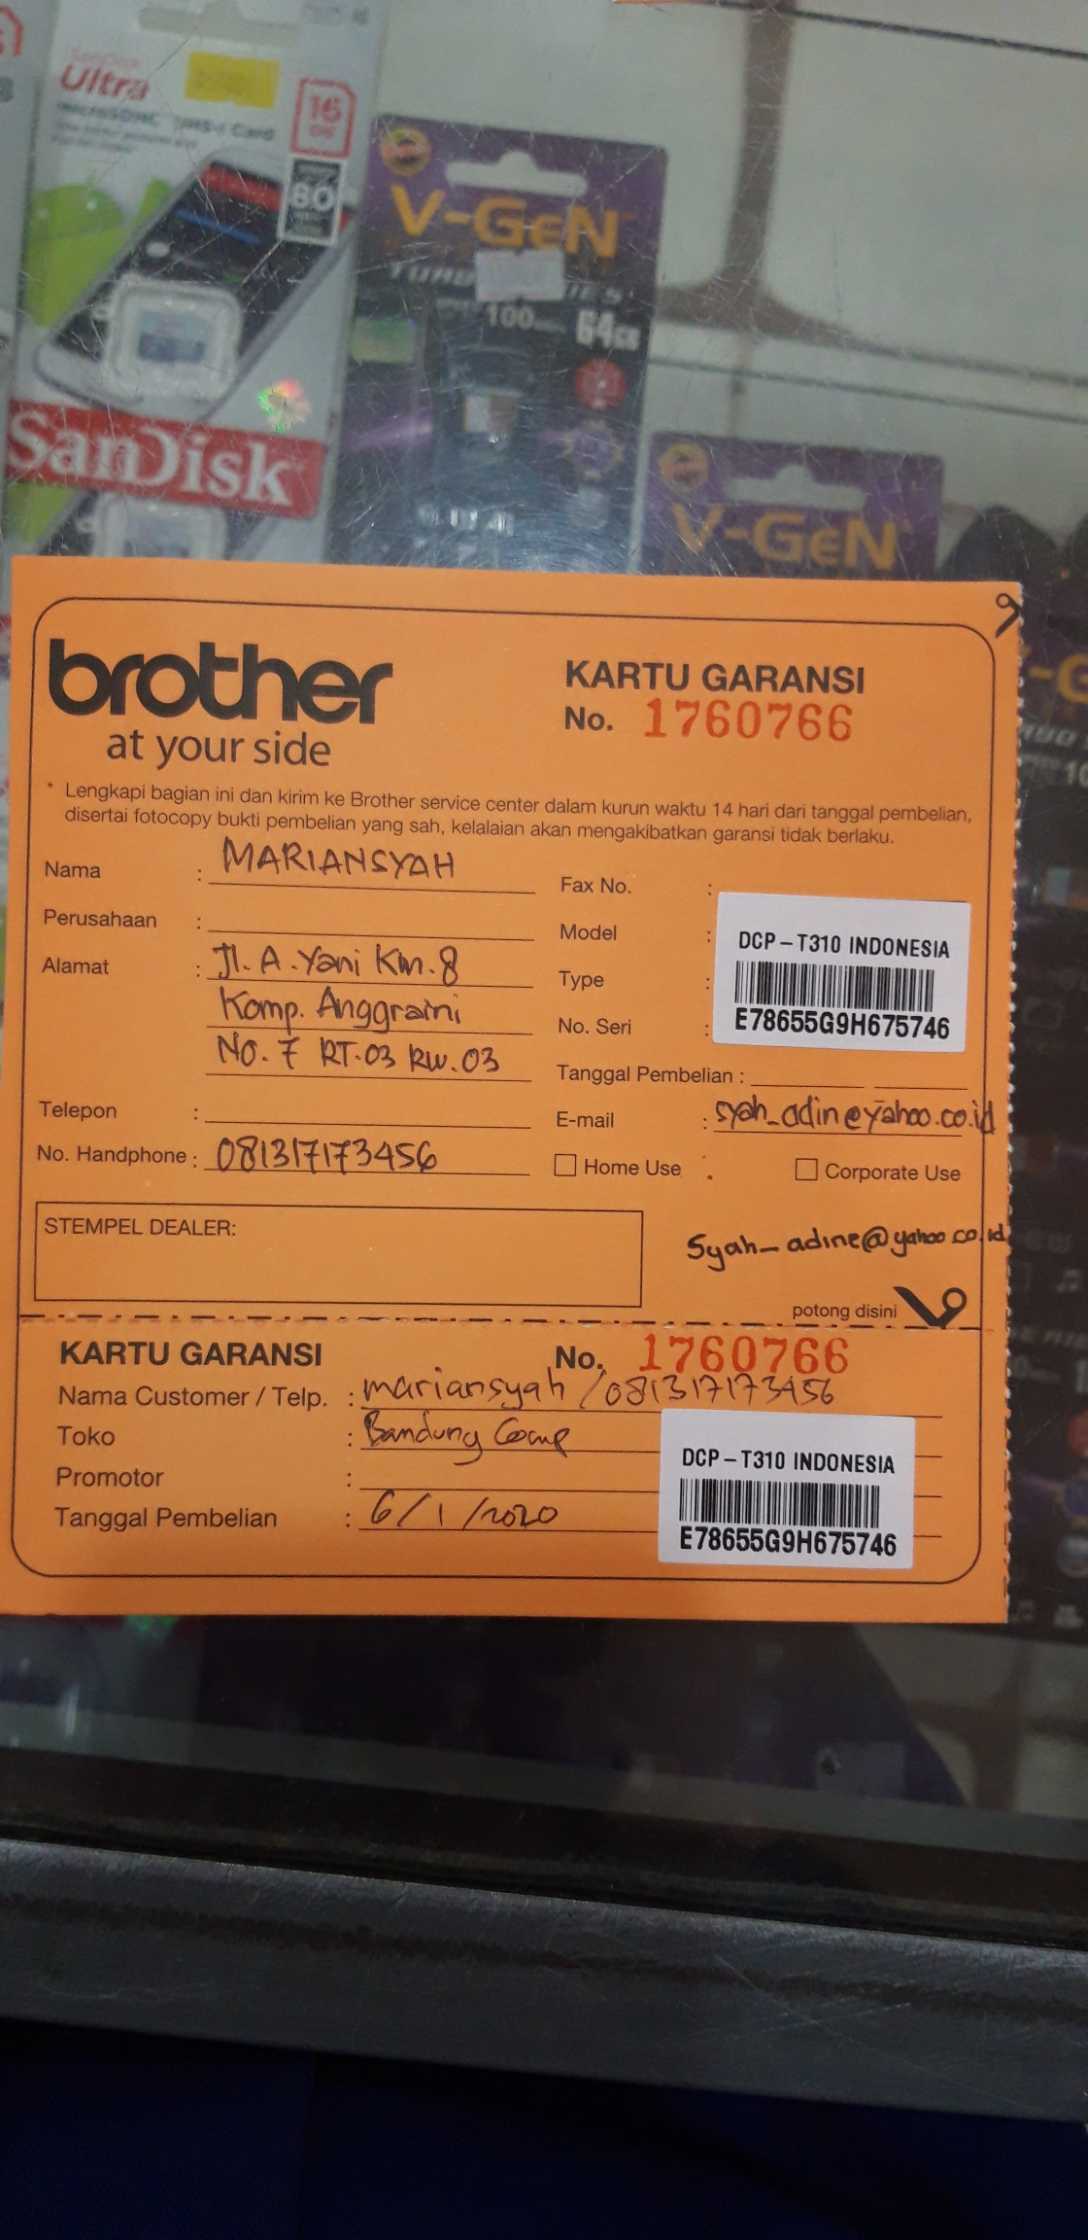 Ultra
16
80
SanDisk
V-GeN
100
64GB
V-GeN
brother
at your side
KARTU GARANSI
No. 1760766
* Lengkapi bagian ini dan kirim ke Brother service center dalam kurun waktu 14 hari dari tanggal pembelian,
disertai fotocopy bukti pembelian yang sah, kelalaian akan mengakibatkan garansi tidak berlaku.
Nama : MARIANSYAH
Perusahaan :
Alamat : Jl. A. Yani Km. 8
Komp. Anggraini
No. 7 RT. 03 RW. 03
Telepon :
No. Handphone : 081317173456
Fax No. :
Model :
Type :
No. Seri :
DCP – T310 INDONESIA
E78655G9H675746
Tanggal Pembelian :
E-mail : syah_adin@yahoo.co.id
Home Use
Corporate Use
STEMPEL DEALER:
Syah_adine@yahoo.co.id
potong disini
KARTU GARANSI No. 1760766
Nama Customer / Telp. : mariansyah / 081317173456
Toko : Bandung Comp
Promotor :
Tanggal Pembelian : 6/1/2020
DCP – T310 INDONESIA
E78655G9H675746